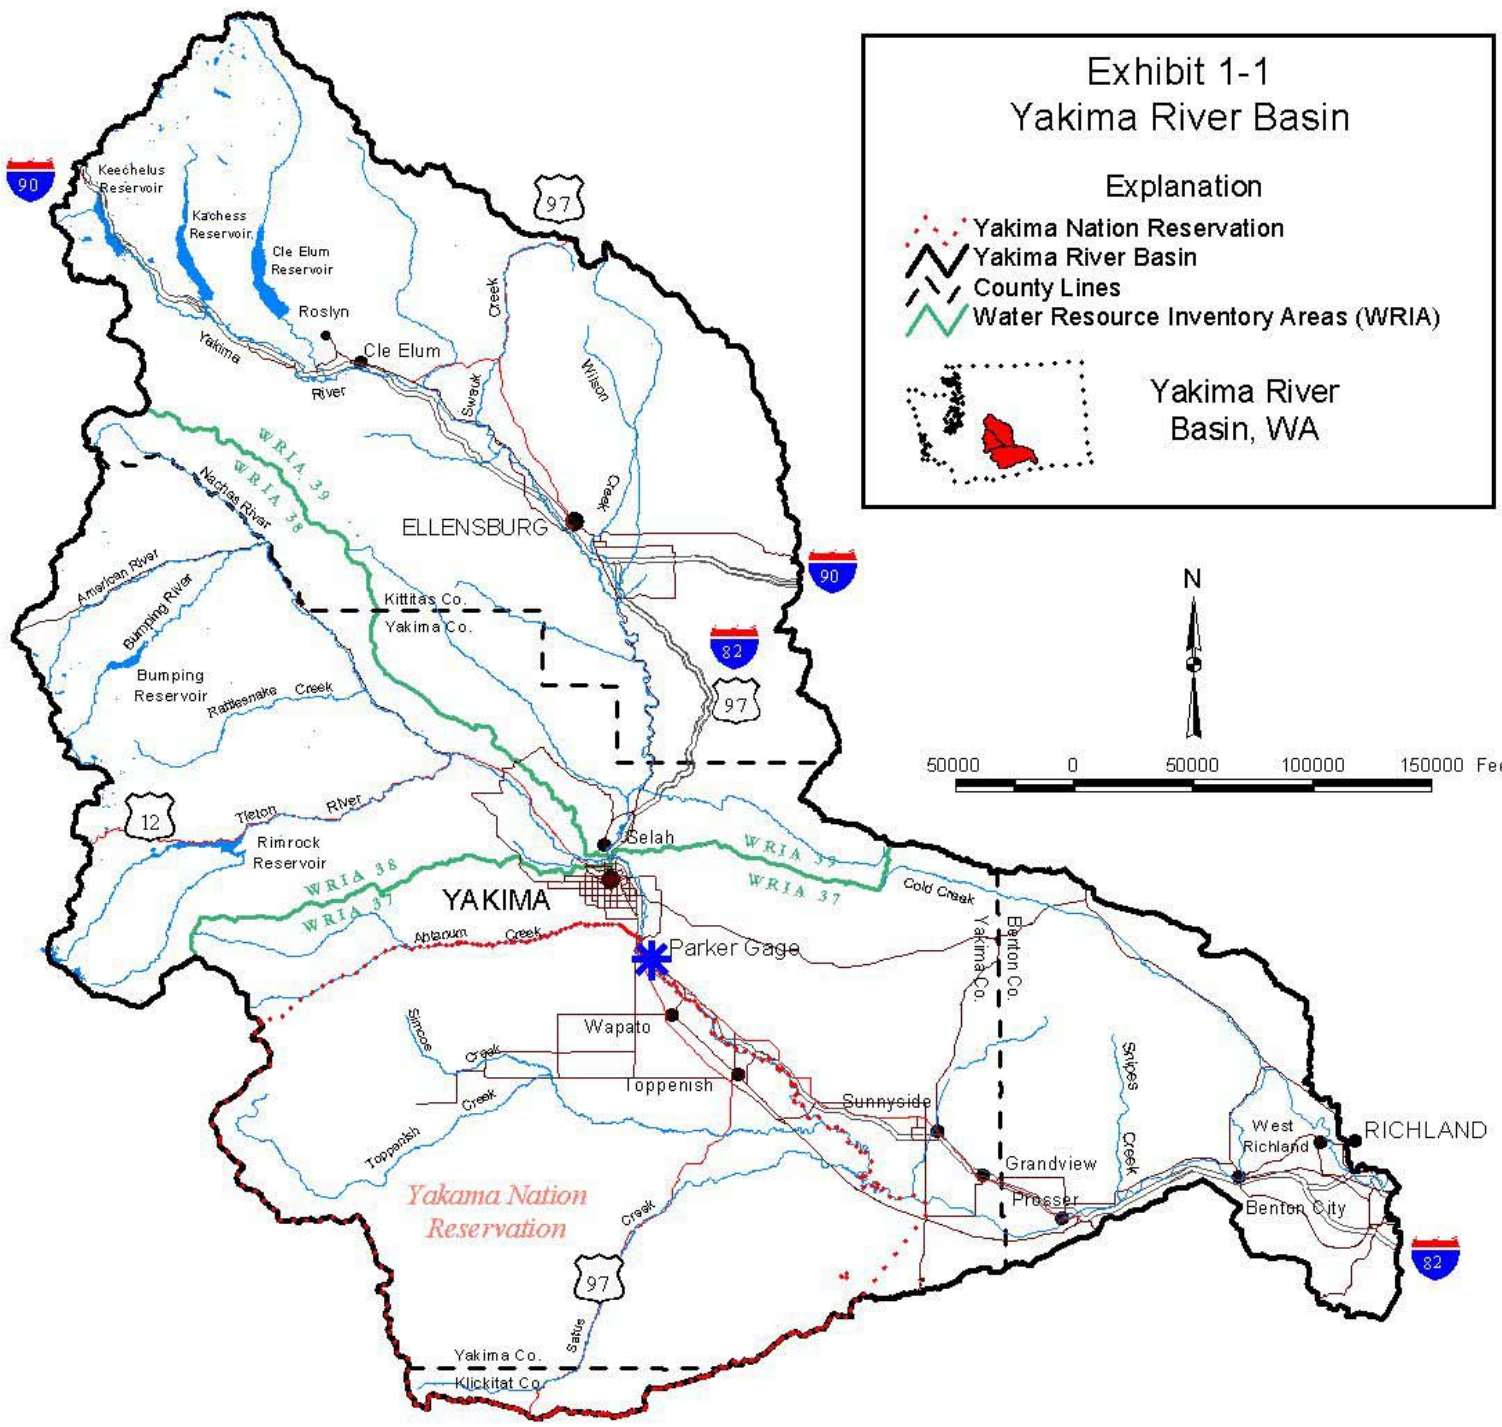 Exhibit 1-1
Yakima River Basin
Explanation
Yakima Nation Reservation
Yakima River Basin
County Lines
Water Resource Inventory Areas (WRIA)
Yakima River
Basin, WA
N
50000 0 50000 100000 150000 Fee
90
Keechelus
Reservoir
Kachess
Reservoir
Cle Elum
Reservoir
97
Roslyn
Cle Elum
Yakima
River
Creek
Swauk
Wilson
Creek
WRIA 39
WRIA 38
Naches River
ELLENSBURG
90
American River
Bumping River
Kittitas Co.
Yakima Co.
82
97
Bumping
Reservoir
Rattlesnake Creek
12
Tieton River
Rimrock
Reservoir
Selah
WRIA 39
WRIA 37
WRIA 38
WRIA 37
YAKIMA
Cold Creek
Ahtanum Creek
Parker Gage
Yakima Co.
Benton Co.
Simcoe
Creek
Wapato
Toppenish
Creek
Toppenish
Sunnyside
Snipes
Creek
West
Richland
RICHLAND
Grandview
Prosser
Benton City
Yakama Nation
Reservation
Creek
97
82
Satus
Yakima Co.
Klickitat Co.